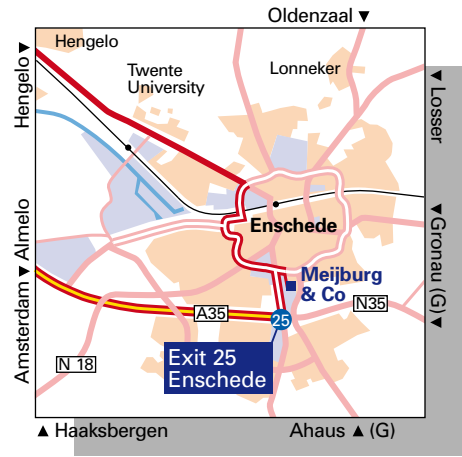 Oldenzaal ▼
Hengelo
Hengelo ▼
Twente
University
Lonneker
▼ Losser
Enschede
Almelo
Amsterdam ▼
▼ Gronau (G) ▼
Meijburg
& Co
A35
25
N35
Exit 25
Enschede
N 18
▲ Haaksbergen
Ahaus ▲ (G)